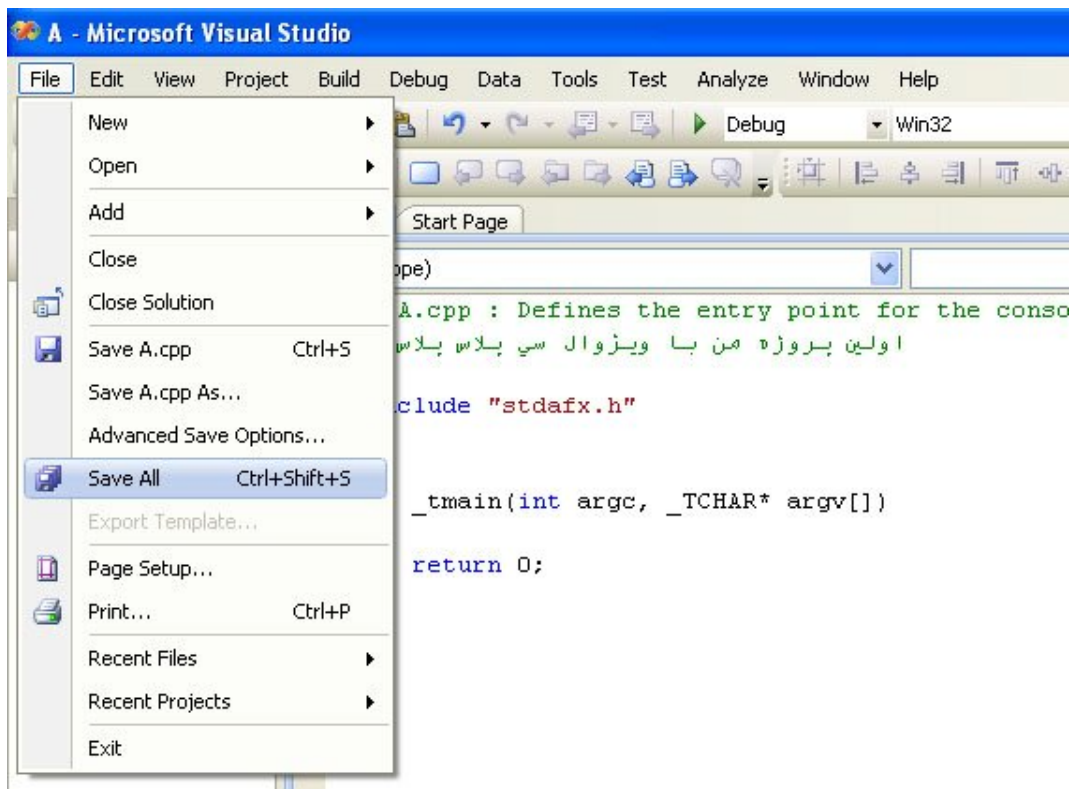 A - Microsoft Visual Studio
File Edit View Project Build Debug Data Tools Test Analyze Window Help
Debug Win32
Start Page
ope)
New
Open
Add
Close
Close Solution
Save A.cpp Ctrl+S
Save A.cpp As...
Advanced Save Options...
Save All Ctrl+Shift+S
Export Template...
Page Setup...
Print... Ctrl+P
Recent Files
Recent Projects
Exit
A.cpp : Defines the entry point for the conso
اولين پروژه من با ويژوال سي پلاس پلاس
clude "stdafx.h"
_tmain(int argc, _TCHAR* argv[])
return 0;